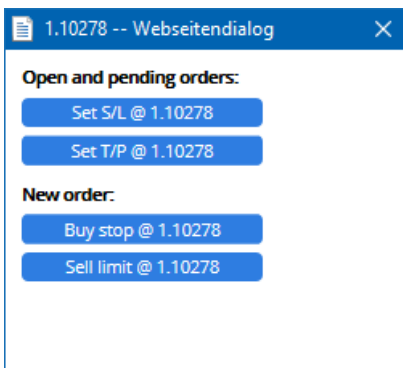 1.10278 -- Webseitendialog
Open and pending orders:
Set S/L @ 1.10278
Set T/P @ 1.10278
New order:
Buy stop @ 1.10278
Sell limit @ 1.10278